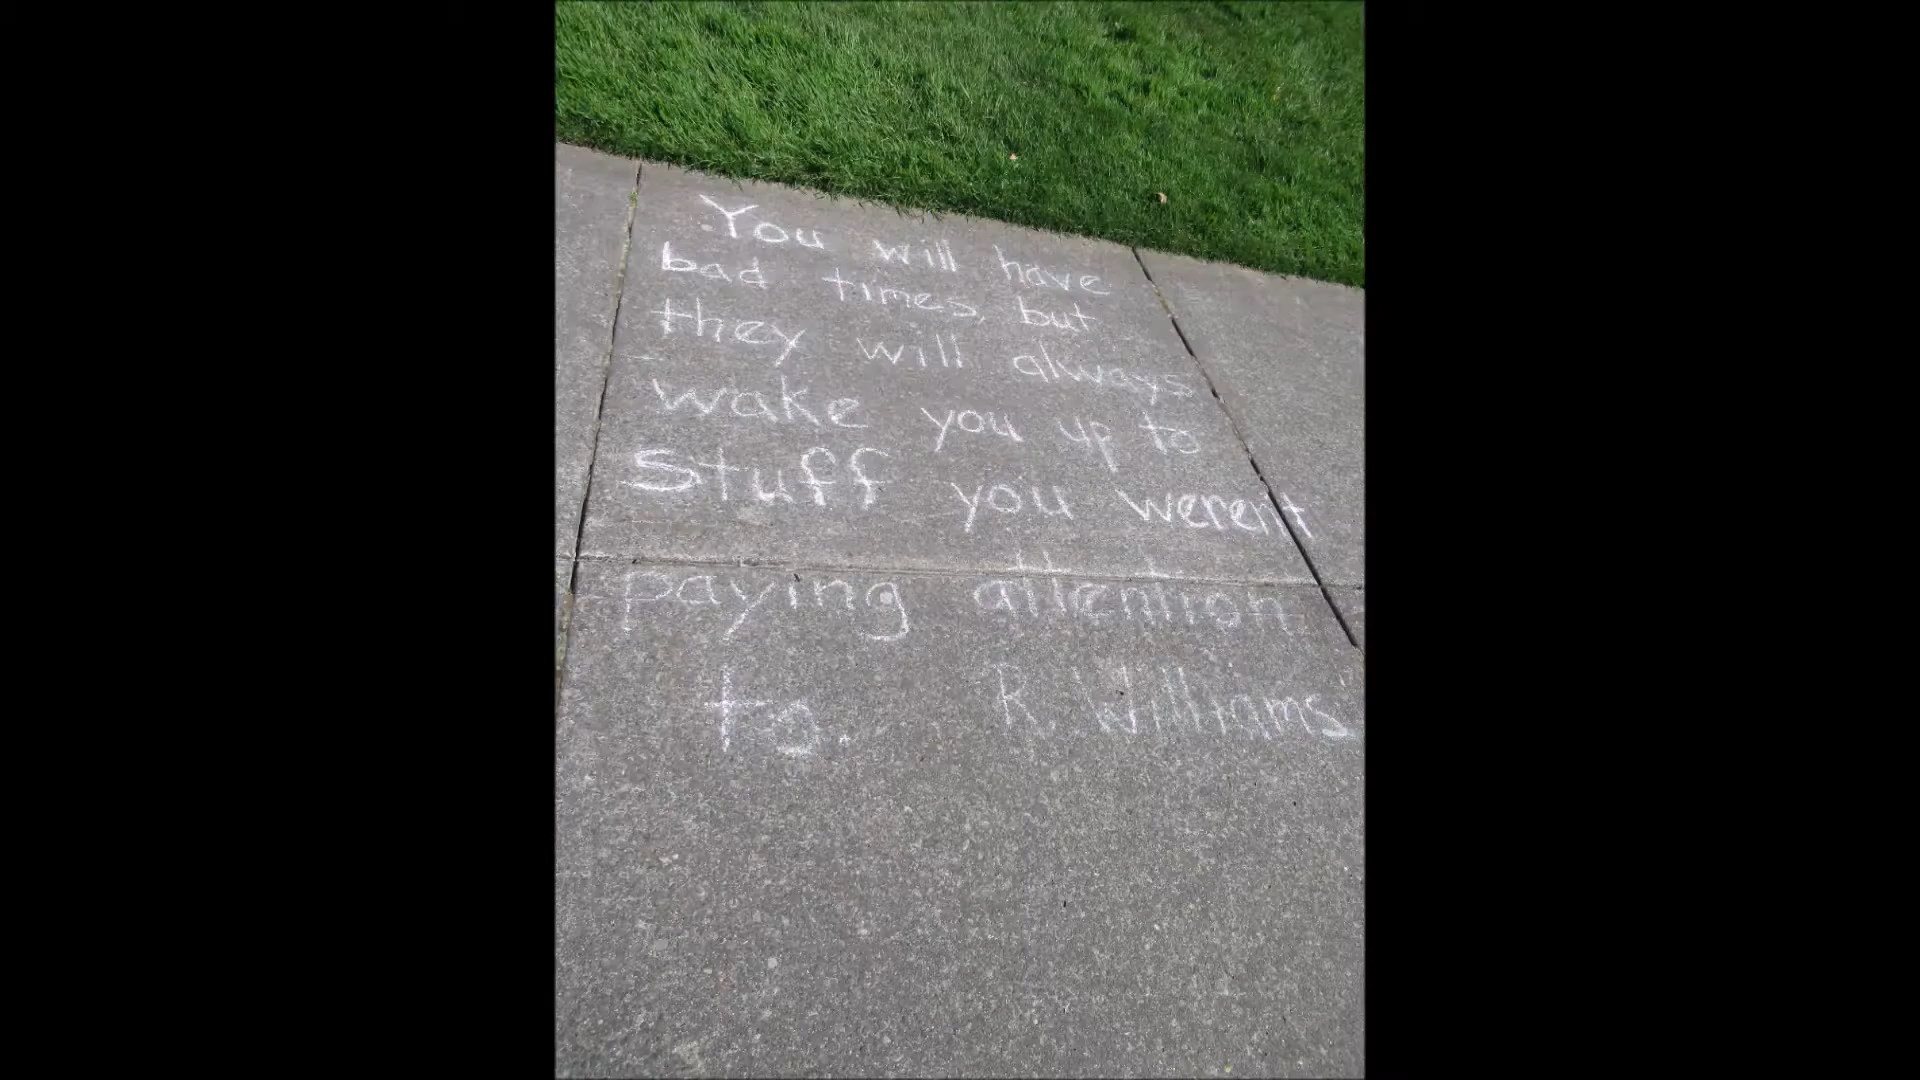 You will have
bad times, but
they will always
wake you up to
stuff you weren't
paying attention
to. R. Williams